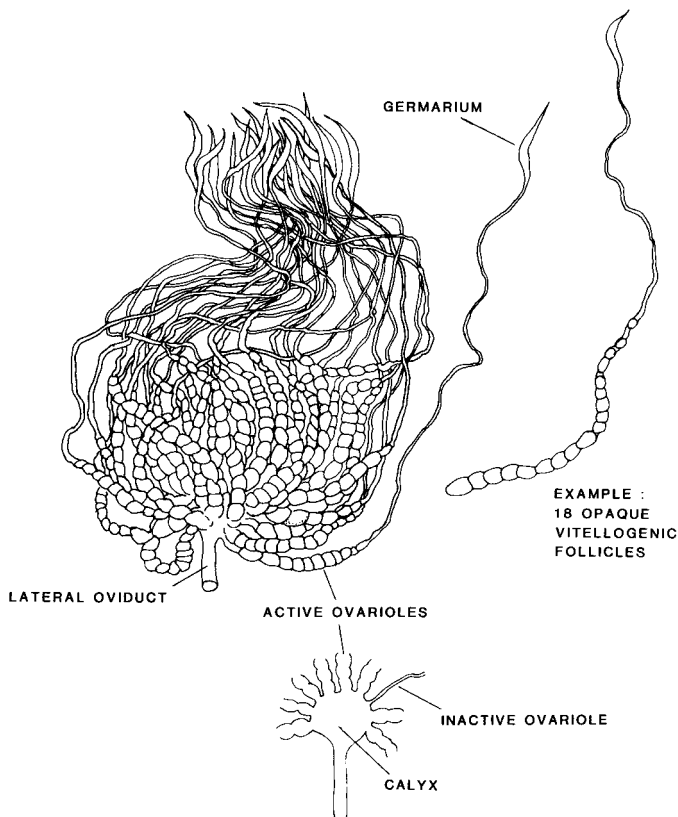 GERMARIUM
EXAMPLE :
18 OPAQUE
VITELLOGENIC
FOLLICLES
LATERAL OVIDUCT
ACTIVE OVARIOLES
INACTIVE OVARIOLE
CALYX